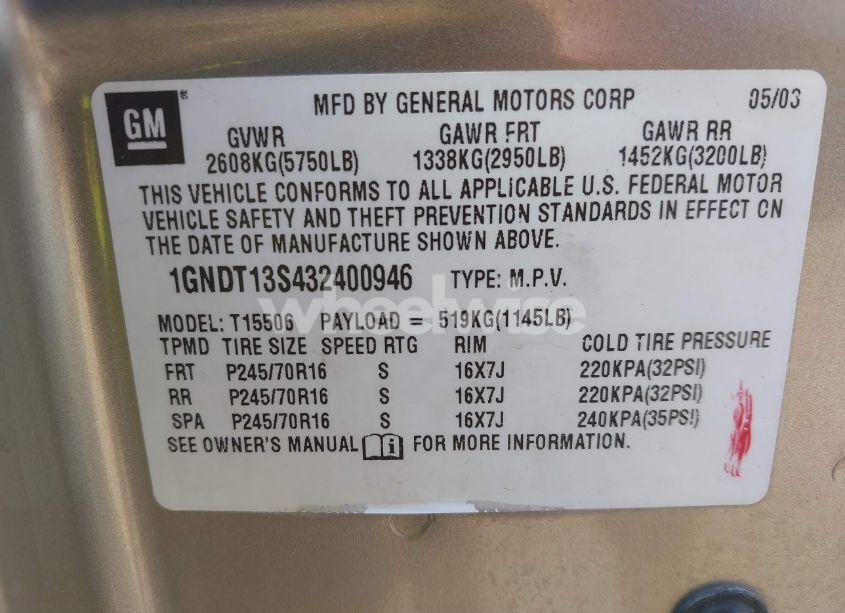 GM
MFD BY GENERAL MOTORS CORP 05/03
GVWR GAWR FRT GAWR RR
2608KG(5750LB) 1338KG(2950LB) 1452KG(3200LB)
THIS VEHICLE CONFORMS TO ALL APPLICABLE U.S. FEDERAL MOTOR
VEHICLE SAFETY AND THEFT PREVENTION STANDARDS IN EFFECT ON
THE DATE OF MANUFACTURE SHOWN ABOVE.
1GNDT13S432400946 TYPE: M.P.V.
wheelwise
MODEL: T15506 PAYLOAD = 519KG(1145LB)
TPMD TIRE SIZE SPEED RTG RIM COLD TIRE PRESSURE
FRT P245/70R16 S 16X7J 220KPA(32PSI)
RR P245/70R16 S 16X7J 220KPA(32PSI)
SPA P245/70R16 S 16X7J 240KPA(35PSI)
SEE OWNER'S MANUAL i FOR MORE INFORMATION.